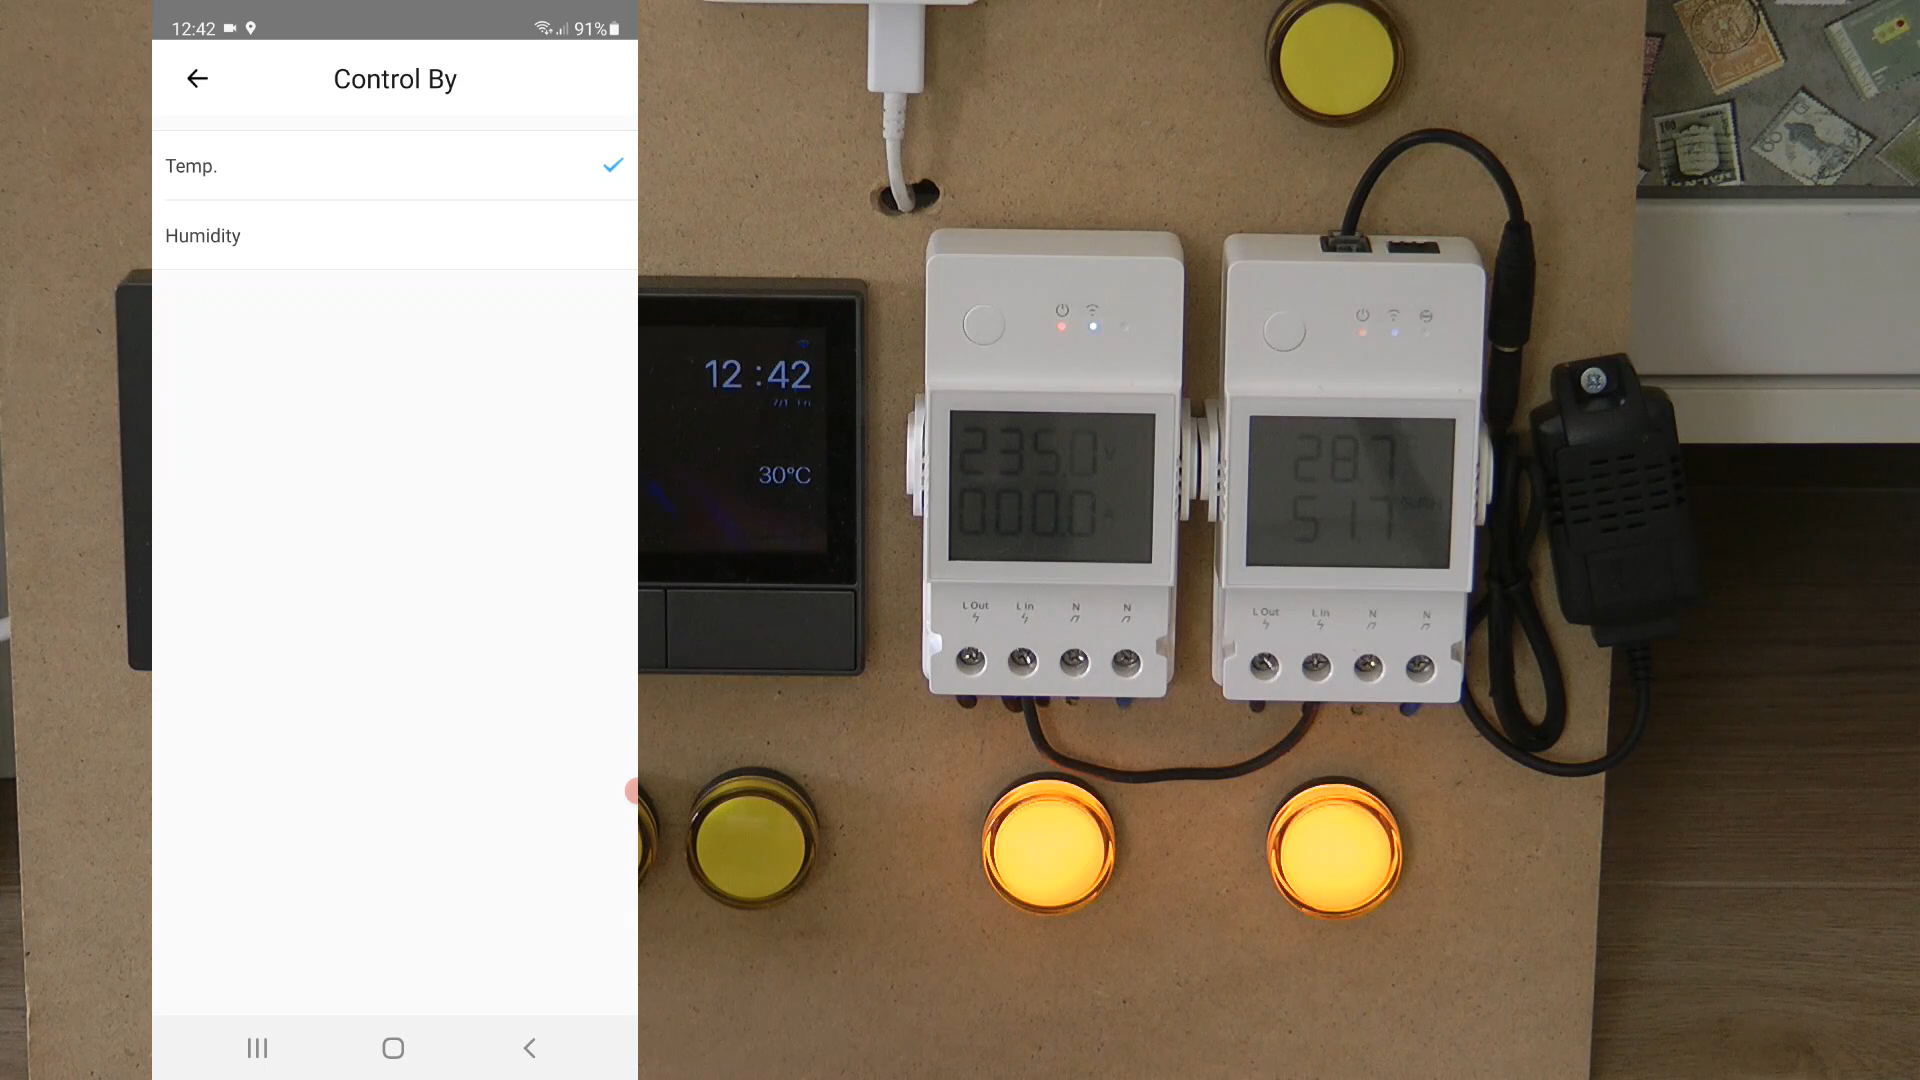 12:42 91%
Control By
Temp.
Humidity
12:42
30°C
235.0 V
000.0 A
L Out L In N N
28.7
51.7 %RH
L Out L In N N